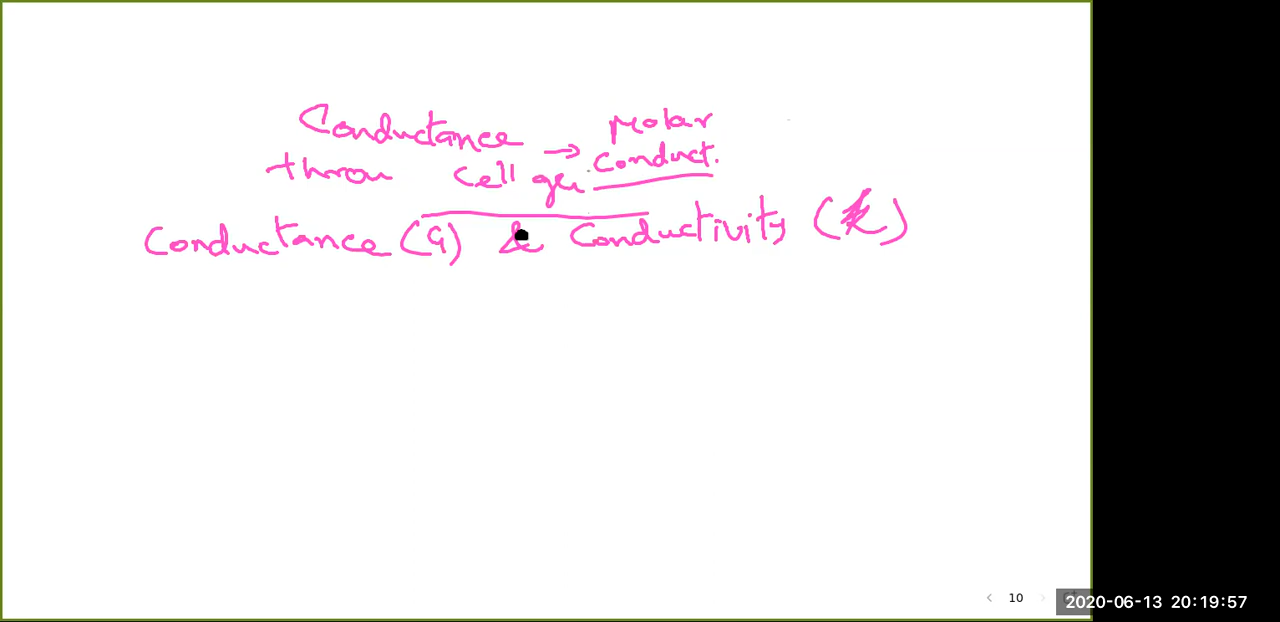 Conductance → Molar
throu cell conduct.
Conductance (G) & Conductivity (K)
10
2020-06-13 20:19:57